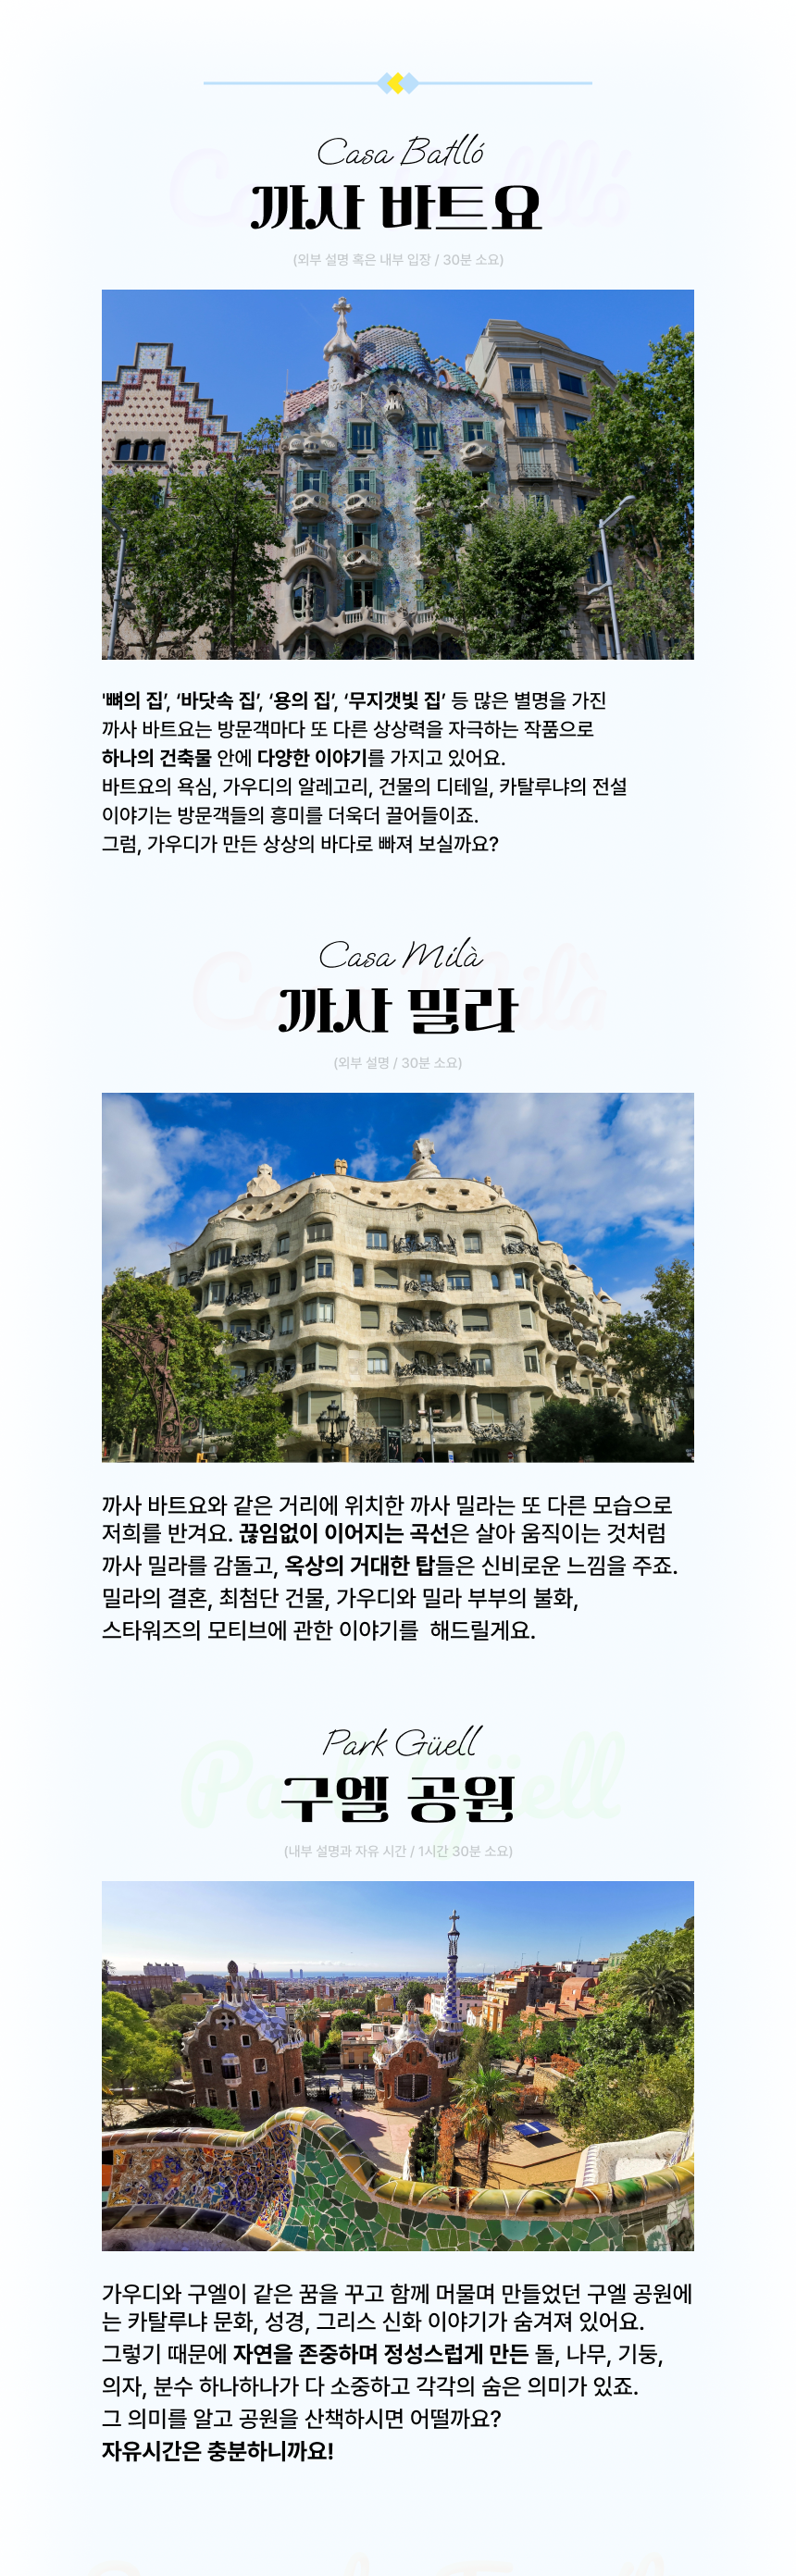 Casa Batlló
까사 바트요
(외부 설명 혹은 내부 입장 / 30분 소요)
'뼈의 집', ‘바닷속 집’, ‘용의 집’, ‘무지갯빛 집’ 등 많은 별명을 가진
까사 바트요는 방문객마다 또 다른 상상력을 자극하는 작품으로
하나의 건축물 안에 다양한 이야기를 가지고 있어요.
바트요의 욕심, 가우디의 알레고리, 건물의 디테일, 카탈루냐의 전설
이야기는 방문객들의 흥미를 더욱더 끌어들이죠.
그럼, 가우디가 만든 상상의 바다로 빠져 보실까요?
Casa Milà
까사 밀라
(외부 설명 / 30분 소요)
까사 바트요와 같은 거리에 위치한 까사 밀라는 또 다른 모습으로
저희를 반겨요. 끊임없이 이어지는 곡선은 살아 움직이는 것처럼
까사 밀라를 감돌고, 옥상의 거대한 탑들은 신비로운 느낌을 주죠.
밀라의 결혼, 최첨단 건물, 가우디와 밀라 부부의 불화,
스타워즈의 모티브에 관한 이야기를  해드릴게요.
Park Güell
구엘 공원
(내부 설명과 자유 시간 / 1시간 30분 소요)
가우디와 구엘이 같은 꿈을 꾸고 함께 머물며 만들었던 구엘 공원에
는 카탈루냐 문화, 성경, 그리스 신화 이야기가 숨겨져 있어요.
그렇기 때문에 자연을 존중하며 정성스럽게 만든 돌, 나무, 기둥,
의자, 분수 하나하나가 다 소중하고 각각의 숨은 의미가 있죠.
그 의미를 알고 공원을 산책하시면 어떨까요?
자유시간은 충분하니까요!